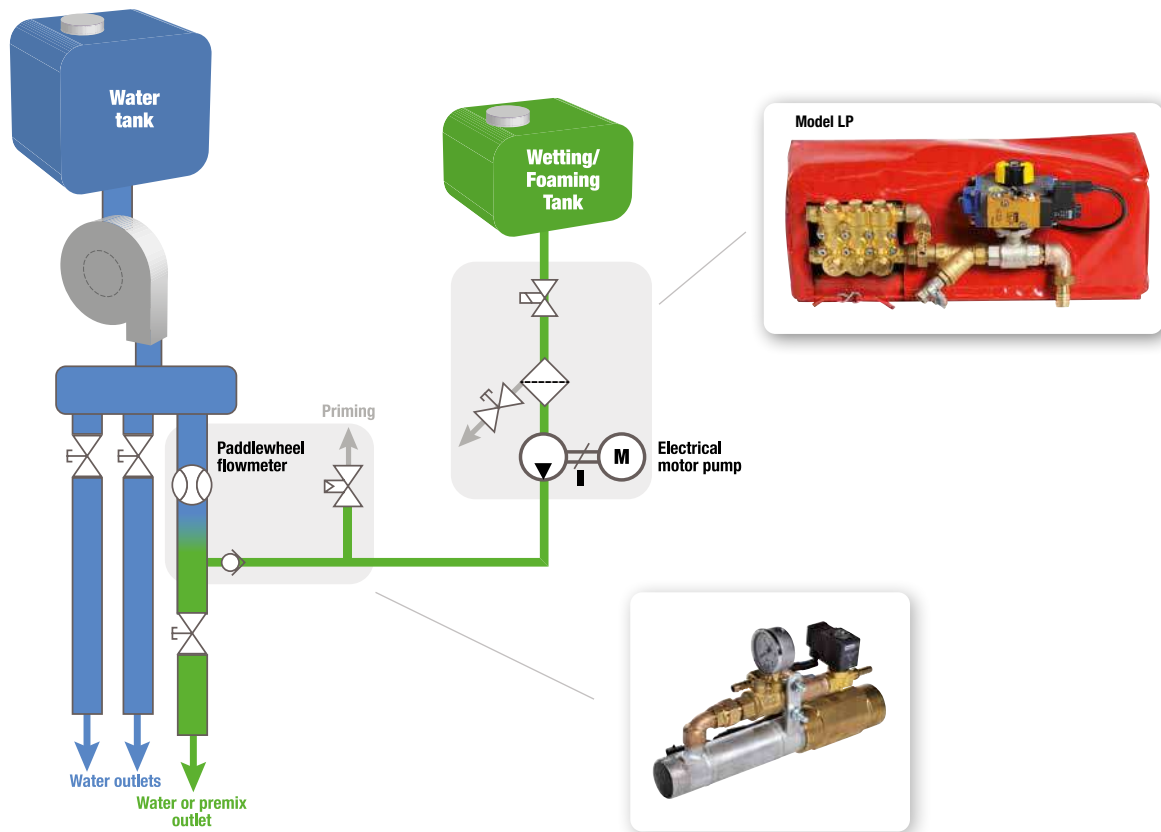 Water
tank
Wetting/
Foaming
Tank
Model LP
Priming
Paddlewheel
flowmeter
Electrical
motor pump
M
Water outlets
Water or premix
outlet